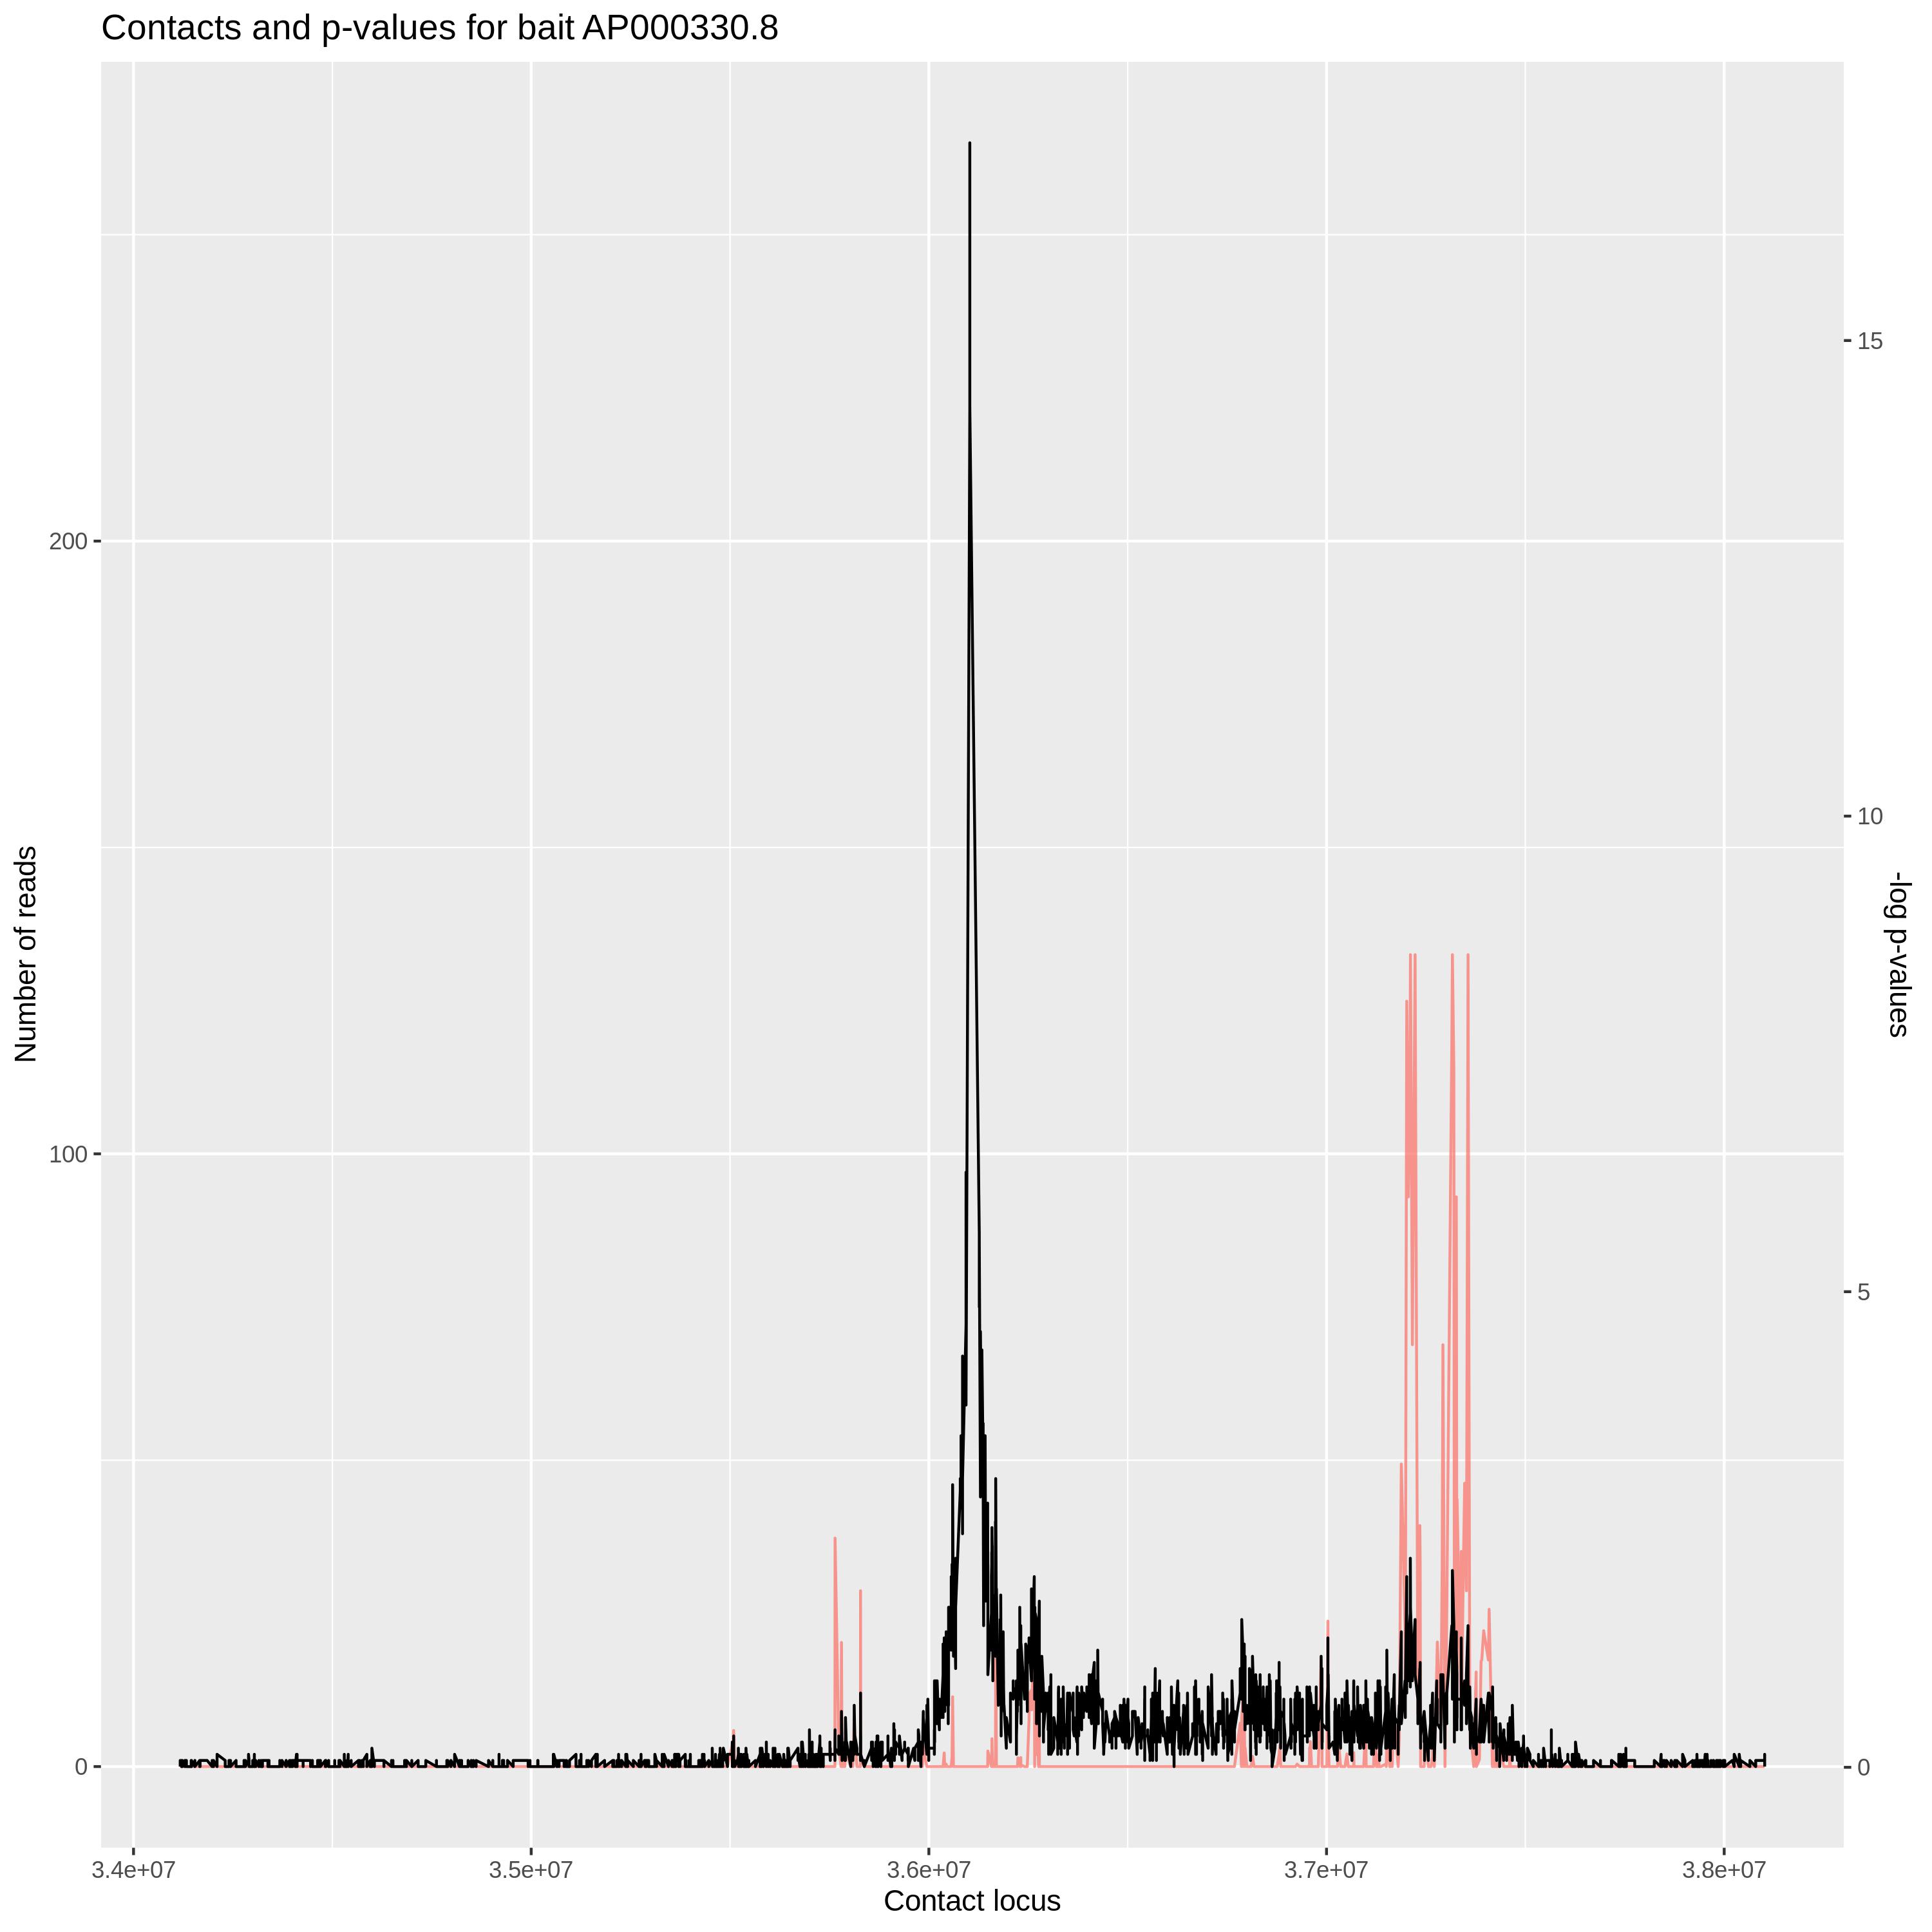 Contacts and p-values for bait AP000330.8
Number of reads
200
100
0
15
10
5
0
-log p-values
3.4e+07
3.5e+07
3.6e+07
3.7e+07
3.8e+07
Contact locus